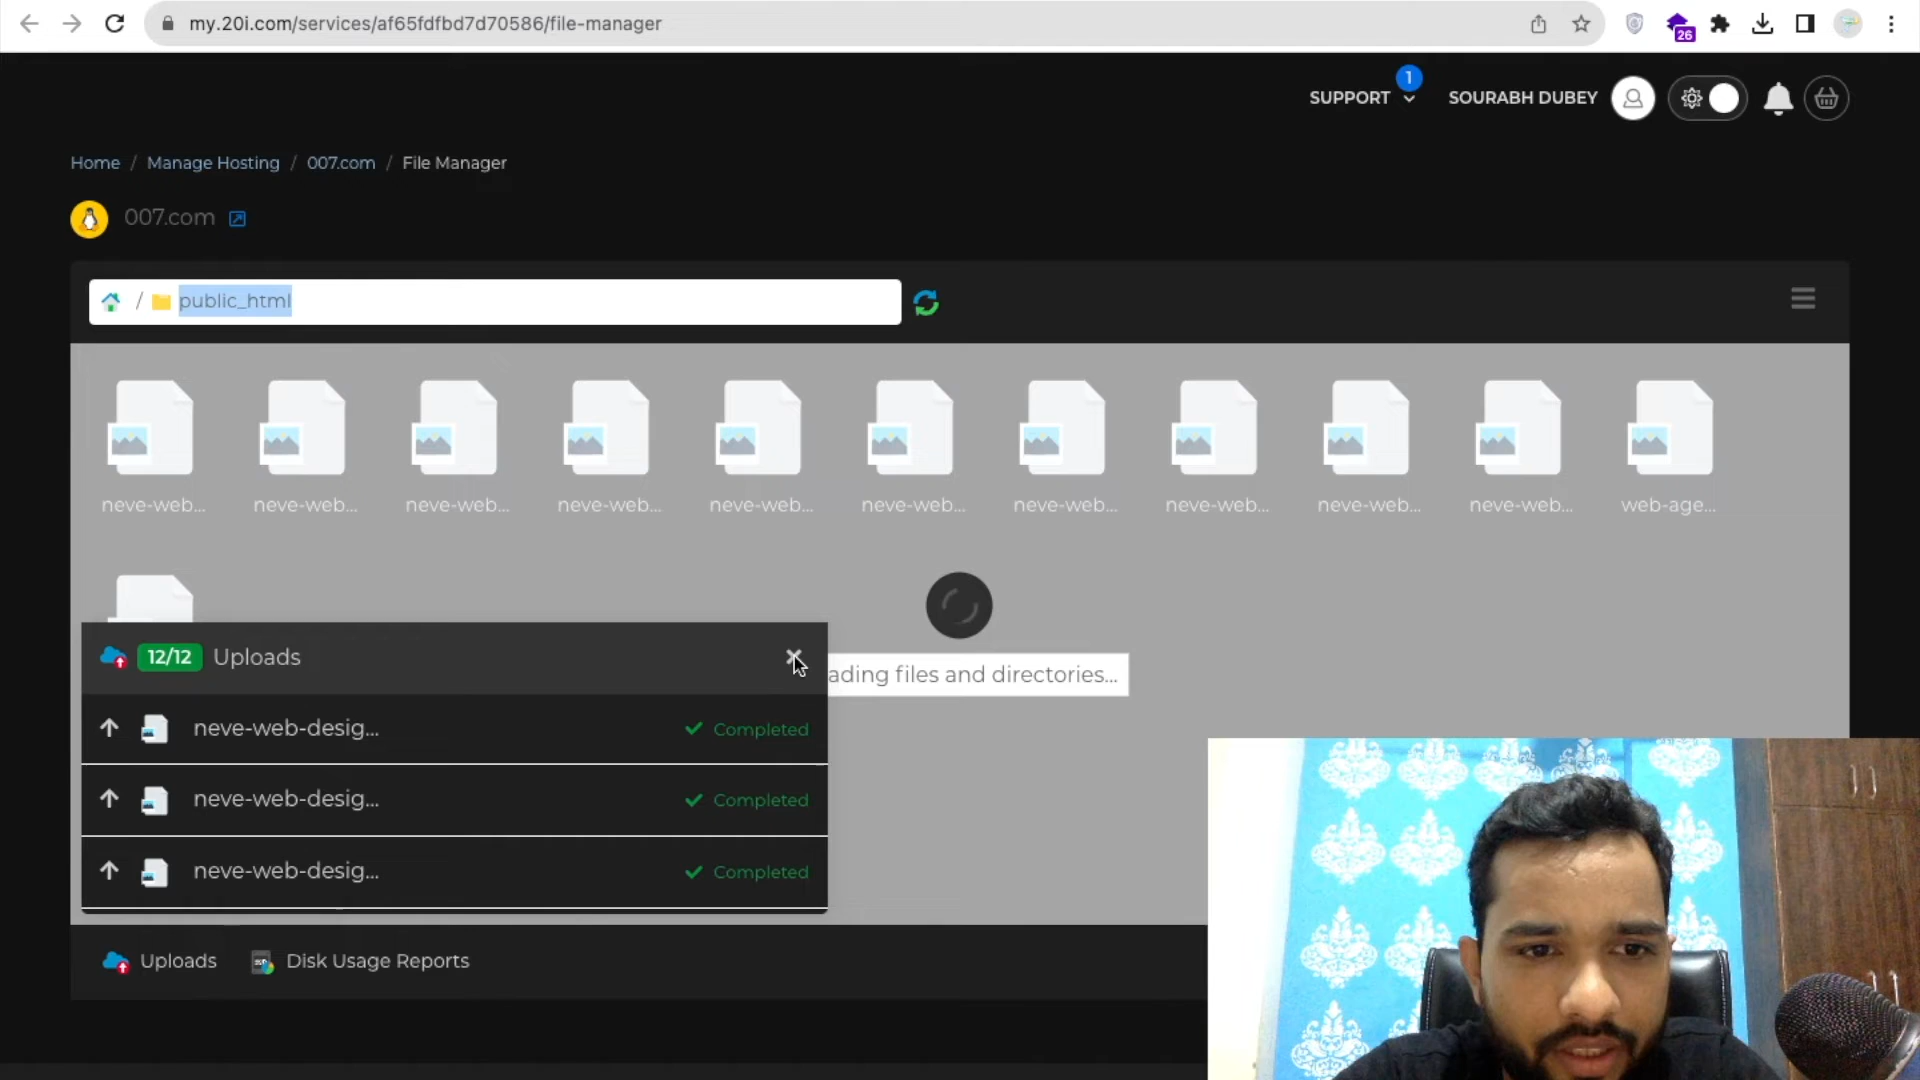 my.20i.com/services/af65fdfbd7d70586/file-manager
26
SUPPORT
1
SOURABH DUBEY
Home / Manage Hosting / 007.com / File Manager
007.com
/ public_html
neve-web... neve-web... neve-web... neve-web... neve-web... neve-web... neve-web... neve-web... neve-web... neve-web... web-age...
12/12 Uploads
ading files and directories...
neve-web-desig... Completed
neve-web-desig... Completed
neve-web-desig... Completed
Uploads Disk Usage Reports